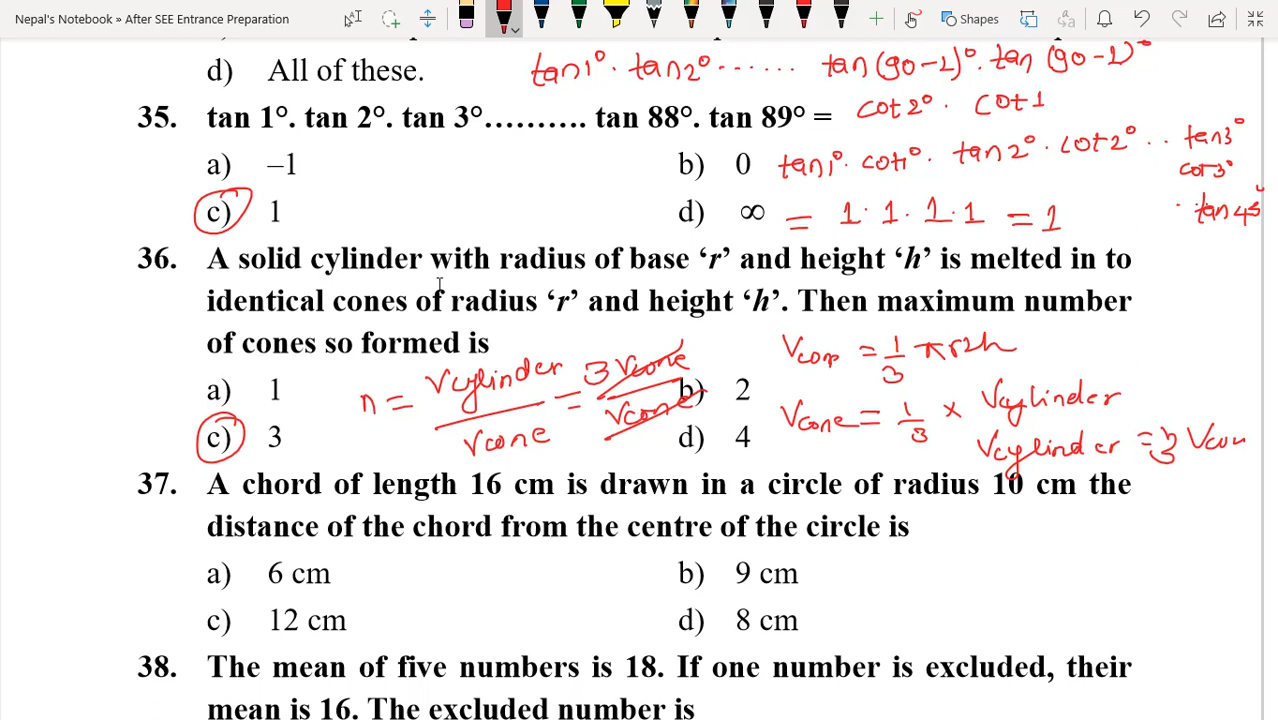 Nepal's Notebook » After SEE Entrance Preparation
Shapes
d) All of these.
tan1°. tan2°...... tan(90-2)°. tan(90-1)°
35. tan 1°. tan 2°. tan 3°.......... tan 88°. tan 89° =
cot2°. cot1
a) –1
b) 0
tan1°. cot1°. tan2°. cot2°.. tan3°
cot3°
c) 1
d) ∞
= 1.1.1.1 = 1
. tan45°
36. A solid cylinder with radius of base ‘r’ and height ‘h’ is melted in to
identical cones of radius ‘r’ and height ‘h’. Then maximum number
of cones so formed is
Vcone = 1/3 πr2h
a) 1
b) 2
n = Vcylinder/Vcone = 3Vcone/Vcone
Vcone = 1/3 × Vcylinder
c) 3
d) 4
Vcylinder = 3 Vcon
37. A chord of length 16 cm is drawn in a circle of radius 10 cm the
distance of the chord from the centre of the circle is
a) 6 cm
b) 9 cm
c) 12 cm
d) 8 cm
38. The mean of five numbers is 18. If one number is excluded, their
mean is 16. The excluded number is